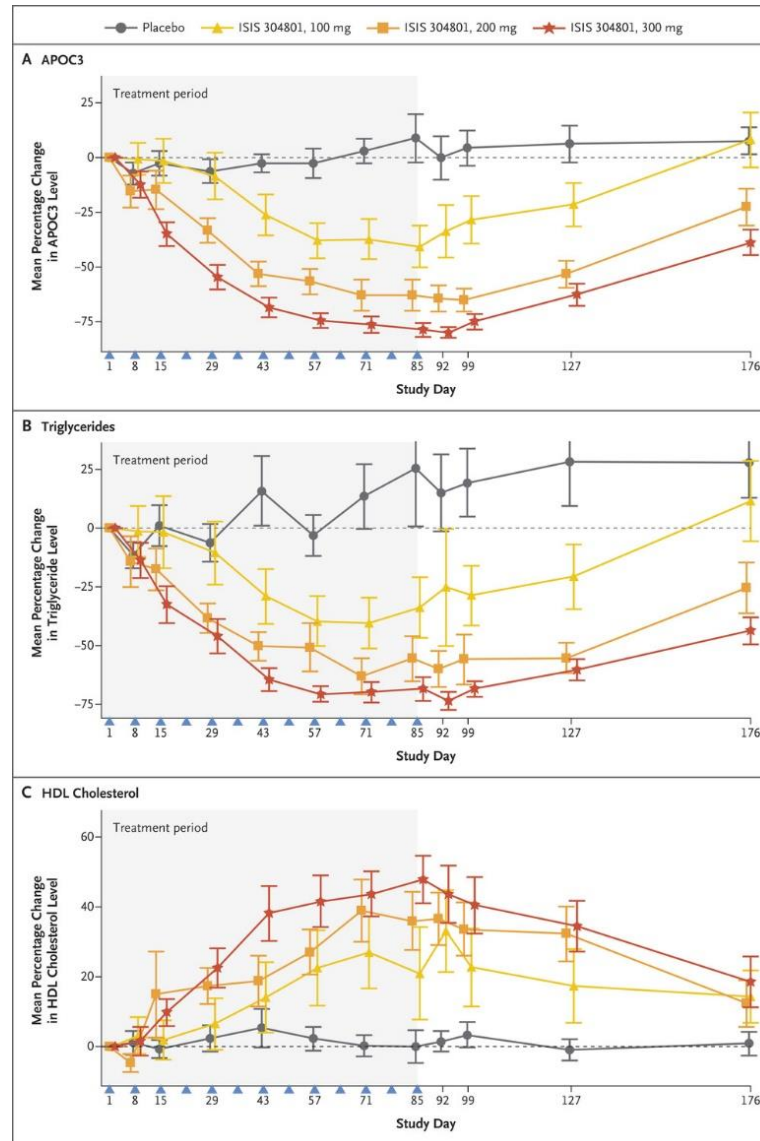 Placebo ISIS 304801, 100 mg ISIS 304801, 200 mg ISIS 304801, 300 mg
A APOC3
Treatment period
Mean Percentage Change
in APOC3 Level
25
0
−25
−50
−75
1 8 15 29 43 57 71 85 92 99 127 176
Study Day
B Triglycerides
Treatment period
Mean Percentage Change
in Triglyceride Level
25
0
−25
−50
−75
1 8 15 29 43 57 71 85 92 99 127 176
Study Day
C HDL Cholesterol
Treatment period
Mean Percentage Change
in HDL Cholesterol Level
60
40
20
0
1 8 15 29 43 57 71 85 92 99 127 176
Study Day